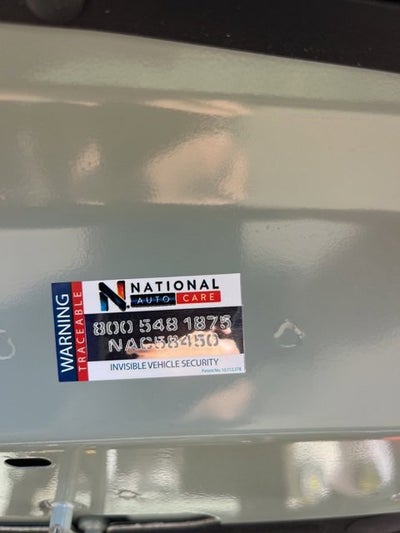 WARNING
TRACEABLE
N. NATIONAL
AUTO CARE
800 548 1875
NAC58450
INVISIBLE VEHICLE SECURITY